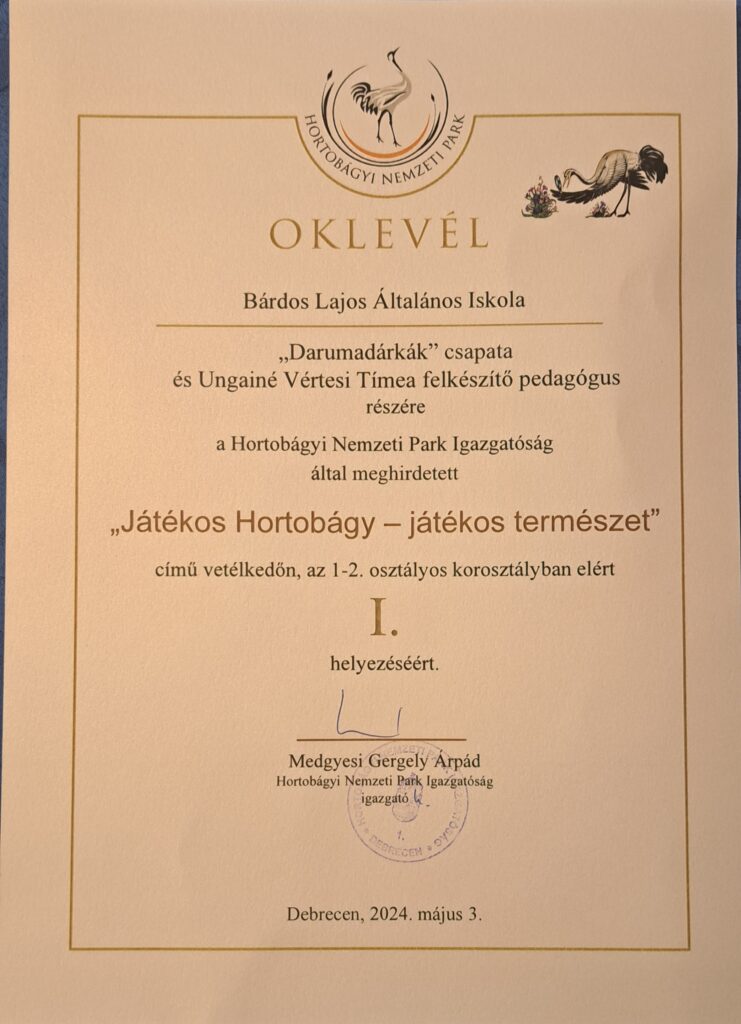 HORTOBÁGYI NEMZETI PARK
OKLEVÉL
Bárdos Lajos Általános Iskola
„Darumadárkák” csapata
és Ungainé Vértesi Tímea felkészítő pedagógus
részére
a Hortobágyi Nemzeti Park Igazgatóság
által meghirdetett
„Játékos Hortobágy – játékos természet”
című vetélkedőn, az 1-2. osztályos korosztályban elért
I.
helyezéséért.
Medgyesi Gergely Árpád
Hortobágyi Nemzeti Park Igazgatóság
igazgató
1.
DEBRECEN
Debrecen, 2024. május 3.